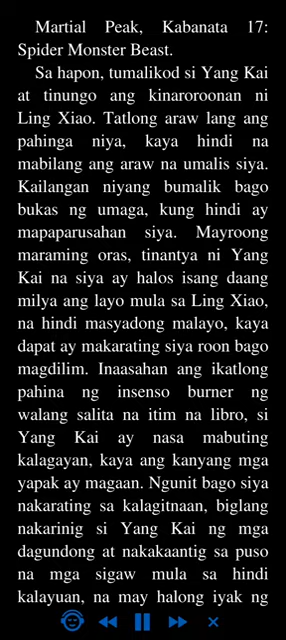 Martial Peak, Kabanata 17:
Spider Monster Beast.
Sa hapon, tumalikod si Yang Kai
at tinungo ang kinaroroonan ni
Ling Xiao. Tatlong araw lang ang
pahinga niya, kaya hindi na
mabilang ang araw na umalis siya.
Kailangan niyang bumalik bago
bukas ng umaga, kung hindi ay
mapaparusahan siya. Mayroong
maraming oras, tinantya ni Yang
Kai na siya ay halos isang daang
milya ang layo mula sa Ling Xiao,
na hindi masyadong malayo, kaya
dapat ay makarating siya roon bago
magdilim. Inaasahan ang ikatlong
pahina ng insenso burner ng
walang salita na itim na libro, si
Yang Kai ay nasa mabuting
kalagayan, kaya ang kanyang mga
yapak ay magaan. Ngunit bago siya
nakarating sa kalagitnaan, biglang
nakarinig si Yang Kai ng mga
dagundong at nakakaantig sa puso
na mga sigaw mula sa hindi
kalayuan, na may halong iyak ng